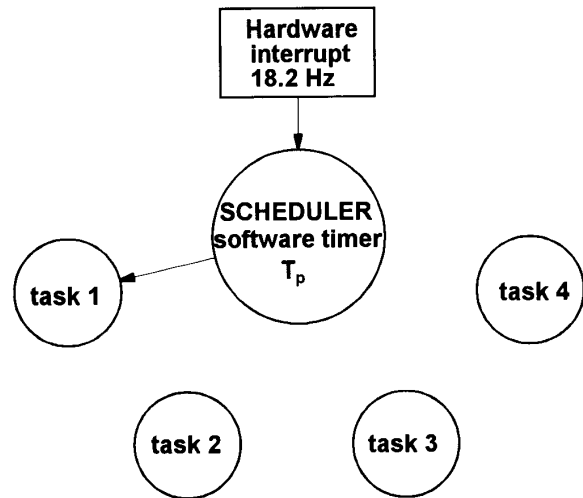 Hardware
interrupt
18.2 Hz
SCHEDULER
software timer
Tp
task 1
task 4
task 2
task 3